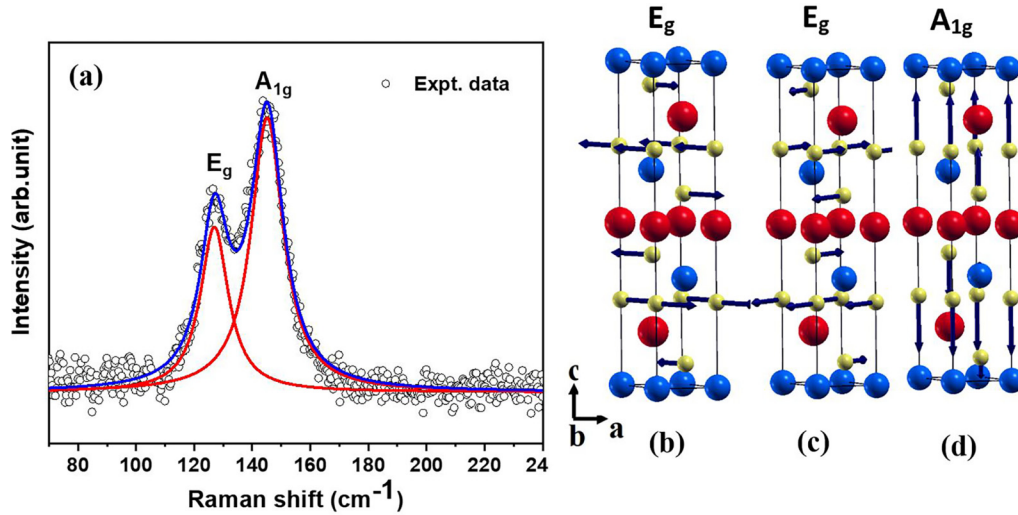 (a)
Expt. data
A1g
Eg
Intensity (arb.unit)
80 100 120 140 160 180 200 220 24
Raman shift (cm-1)
Eg Eg A1g
c
b a
(b) (c) (d)